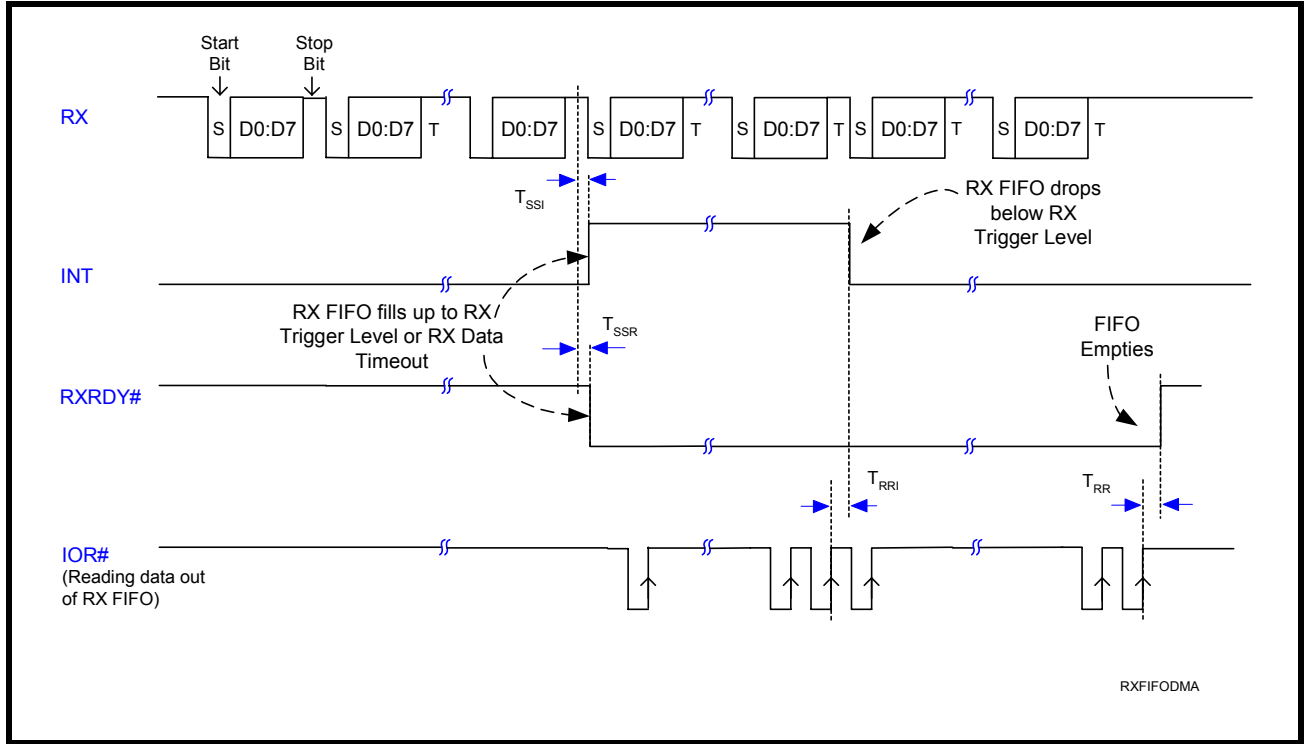 Start
Bit
Stop
Bit
RX
S D0:D7 S D0:D7 T D0:D7 S D0:D7 T S D0:D7 T S D0:D7 T S D0:D7 T
TSSI
RX FIFO drops
below RX
Trigger Level
INT
RX FIFO fills up to RX
Trigger Level or RX Data
Timeout
TSSR
FIFO
Empties
RXRDY#
TRRI
TRR
IOR#
(Reading data out
of RX FIFO)
RXFIFODMA